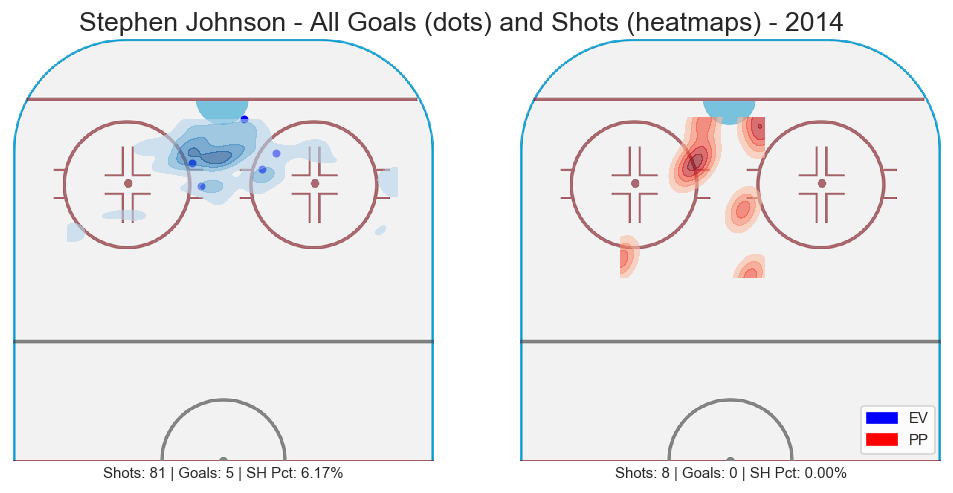 Stephen Johnson - All Goals (dots) and Shots (heatmaps) - 2014
EV
PP
Shots: 81 | Goals: 5 | SH Pct: 6.17%
Shots: 8 | Goals: 0 | SH Pct: 0.00%